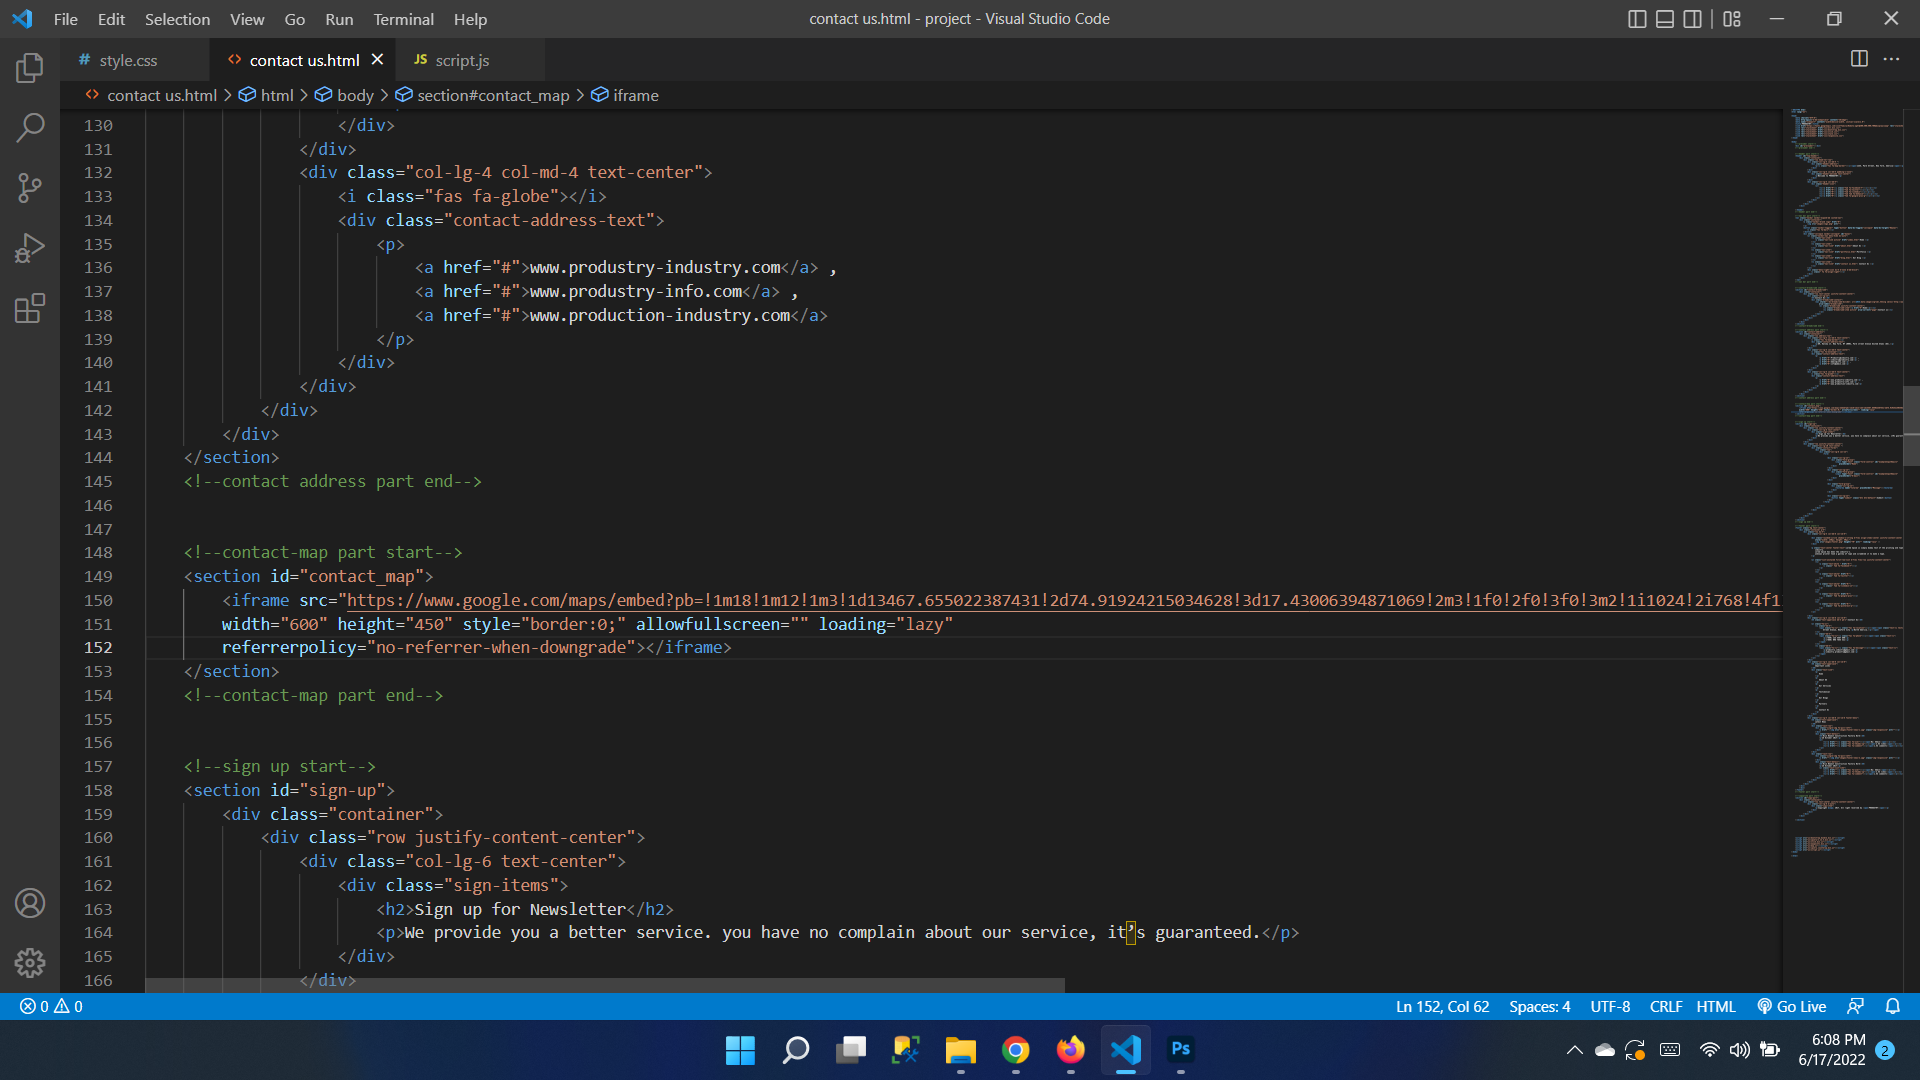 File Edit Selection View Go Run Terminal Help
contact us.html - project - Visual Studio Code
# style.css
<> contact us.html
JS script.js
<> contact us.html > html > body > section#contact_map > iframe
130 </div>
131 </div>
132 <div class="col-lg-4 col-md-4 text-center">
133 <i class="fas fa-globe"></i>
134 <div class="contact-address-text">
135 <p>
136 <a href="#">www.produstry-industry.com</a> ,
137 <a href="#">www.produstry-info.com</a> ,
138 <a href="#">www.production-industry.com</a>
139 </p>
140 </div>
141 </div>
142 </div>
143 </div>
144 </section>
145 <!--contact address part end-->
146
147
148 <!--contact-map part start-->
149 <section id="contact_map">
150 <iframe src="https://www.google.com/maps/embed?pb=!1m18!1m12!1m3!1d13467.655022387431!2d74.91924215034628!3d17.43006394871069!2m3!1f0!2f0!3f0!3m2!1i1024!2i768!4f1
151 width="600" height="450" style="border:0;" allowfullscreen="" loading="lazy"
152 referrerpolicy="no-referrer-when-downgrade"></iframe>
153 </section>
154 <!--contact-map part end-->
155
156
157 <!--sign up start-->
158 <section id="sign-up">
159 <div class="container">
160 <div class="row justify-content-center">
161 <div class="col-lg-6 text-center">
162 <div class="sign-items">
163 <h2>Sign up for Newsletter</h2>
164 <p>We provide you a better service. you have no complain about our service, it’s guaranteed.</p>
165 </div>
166 </div>
0 0
Ln 152, Col 62 Spaces: 4 UTF-8 CRLF HTML Go Live
Ps
6:08 PM
6/17/2022
2